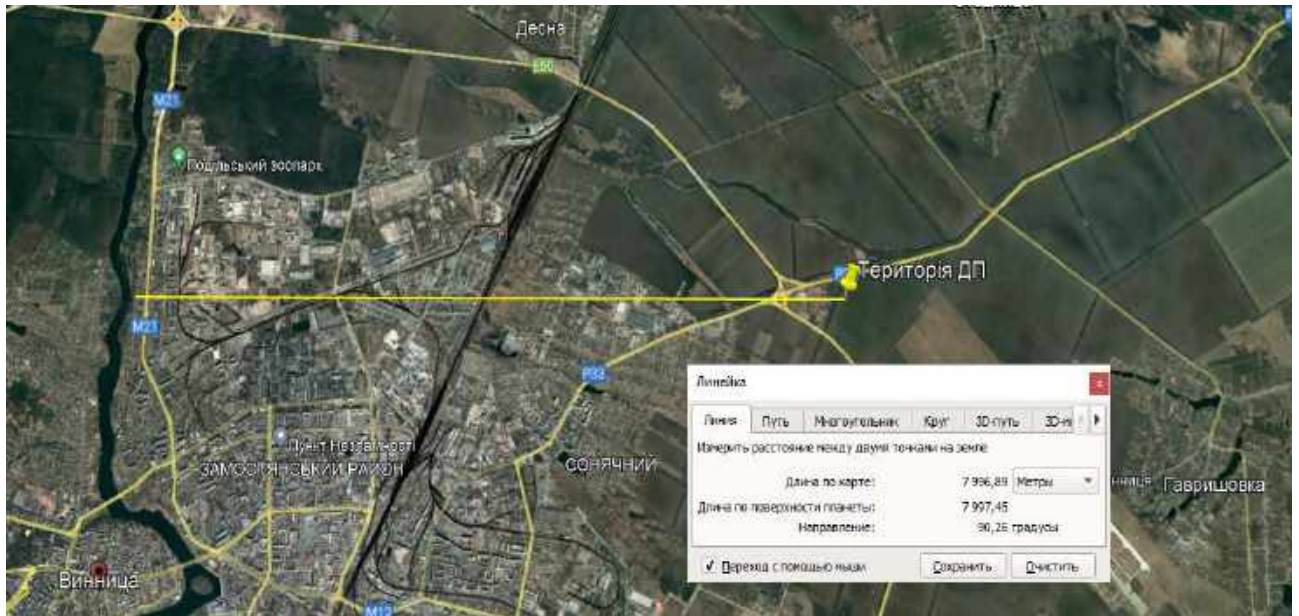 Десна
E50
M21
Подільський зоопарк
Територія ДП
M21
P33
Пункт Незламності
ЗАМОСТЯНСЬКИЙ РАЙОН
СОНЯЧНИЙ
Гавришовка
Винница
M12
Линейка
Линия Путь Многоугольник Круг 3D-путь
Измерить расстояние между двумя точками на земле
Длина по карте: 7 996,89 Метры
Длина по поверхности планеты: 7 997,45
Направление: 90,26 градусы
Переход с помощью мыши Сохранить Очистить